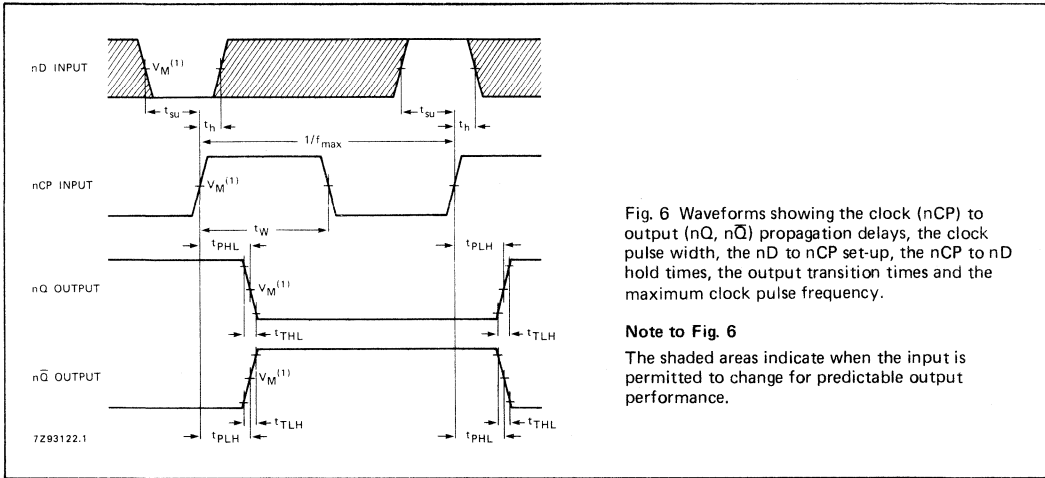 nD INPUT
V_M^(1)
t_su
t_h
t_su
t_h
1/f_max
nCP INPUT
V_M^(1)
t_W
t_PHL
t_PLH
nQ OUTPUT
V_M^(1)
t_THL
t_TLH
nQ̅ OUTPUT
V_M^(1)
t_TLH
t_THL
t_PLH
t_PHL
7Z93122.1
Fig. 6 Waveforms showing the clock (nCP) to
output (nQ, nQ̅) propagation delays, the clock
pulse width, the nD to nCP set-up, the nCP to nD
hold times, the output transition times and the
maximum clock pulse frequency.
Note to Fig. 6
The shaded areas indicate when the input is
permitted to change for predictable output
performance.